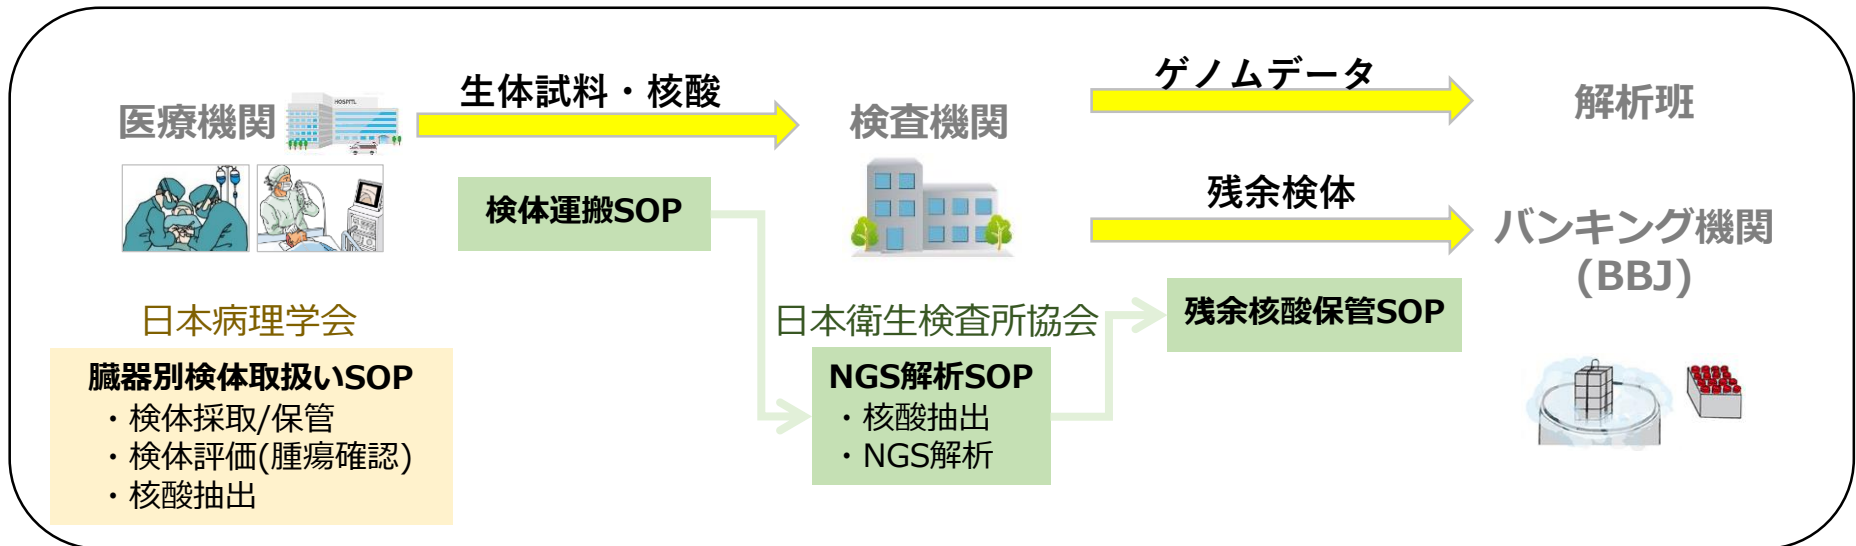 医療機関
HOSPITL
生体試料・核酸
検査機関
ゲノムデータ
解析班
検体運搬SOP
残余検体
バンキング機関
(BBJ)
日本病理学会
臓器別検体取扱いSOP
・検体採取/保管
・検体評価(腫瘍確認)
・核酸抽出
日本衛生検査所協会
NGS解析SOP
・核酸抽出
・NGS解析
残余核酸保管SOP